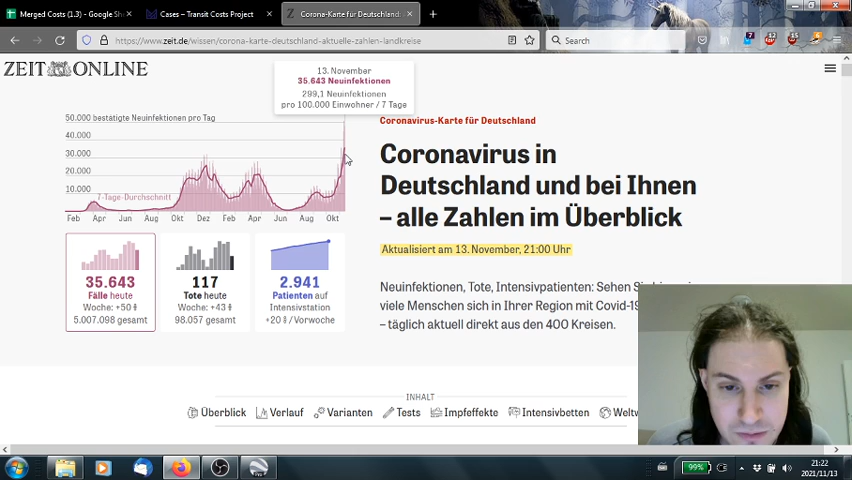 Merged Costs (1.3) - Google Sh
Cases – Transit Costs Project
Corona-Karte für Deutschland:
https://www.zeit.de/wissen/corona-karte-deutschland-aktuelle-zahlen-landkreise
Search
7
12
ZEIT ONLINE
13. November
35.643 Neuinfektionen
299,1 Neuinfektionen
pro 100.000 Einwohner / 7 Tage
50.000 bestätigte Neuinfektionen pro Tag
40.000
30.000
20.000
10.000
7-Tage-Durchschnitt
Feb Apr Jun Aug Okt Dez Feb Apr Jun Aug Okt
Coronavirus-Karte für Deutschland
Coronavirus in
Deutschland und bei Ihnen
– alle Zahlen im Überblick
Aktualisiert am 13. November, 21:00 Uhr
Neuinfektionen, Tote, Intensivpatienten: Sehen Si
viele Menschen sich in Ihrer Region mit Covid-19
– täglich aktuell direkt aus den 400 Kreisen.
35.643
Fälle heute
Woche: +50
5.007.098 gesamt
117
Tote heute
Woche: +43
98.057 gesamt
2.941
Patienten auf
Intensivstation
+20 /Vorwoche
INHALT
Überblick Verlauf Varianten Tests Impfeffekte Intensivbetten Weltw
99%
21:22
2021/11/13